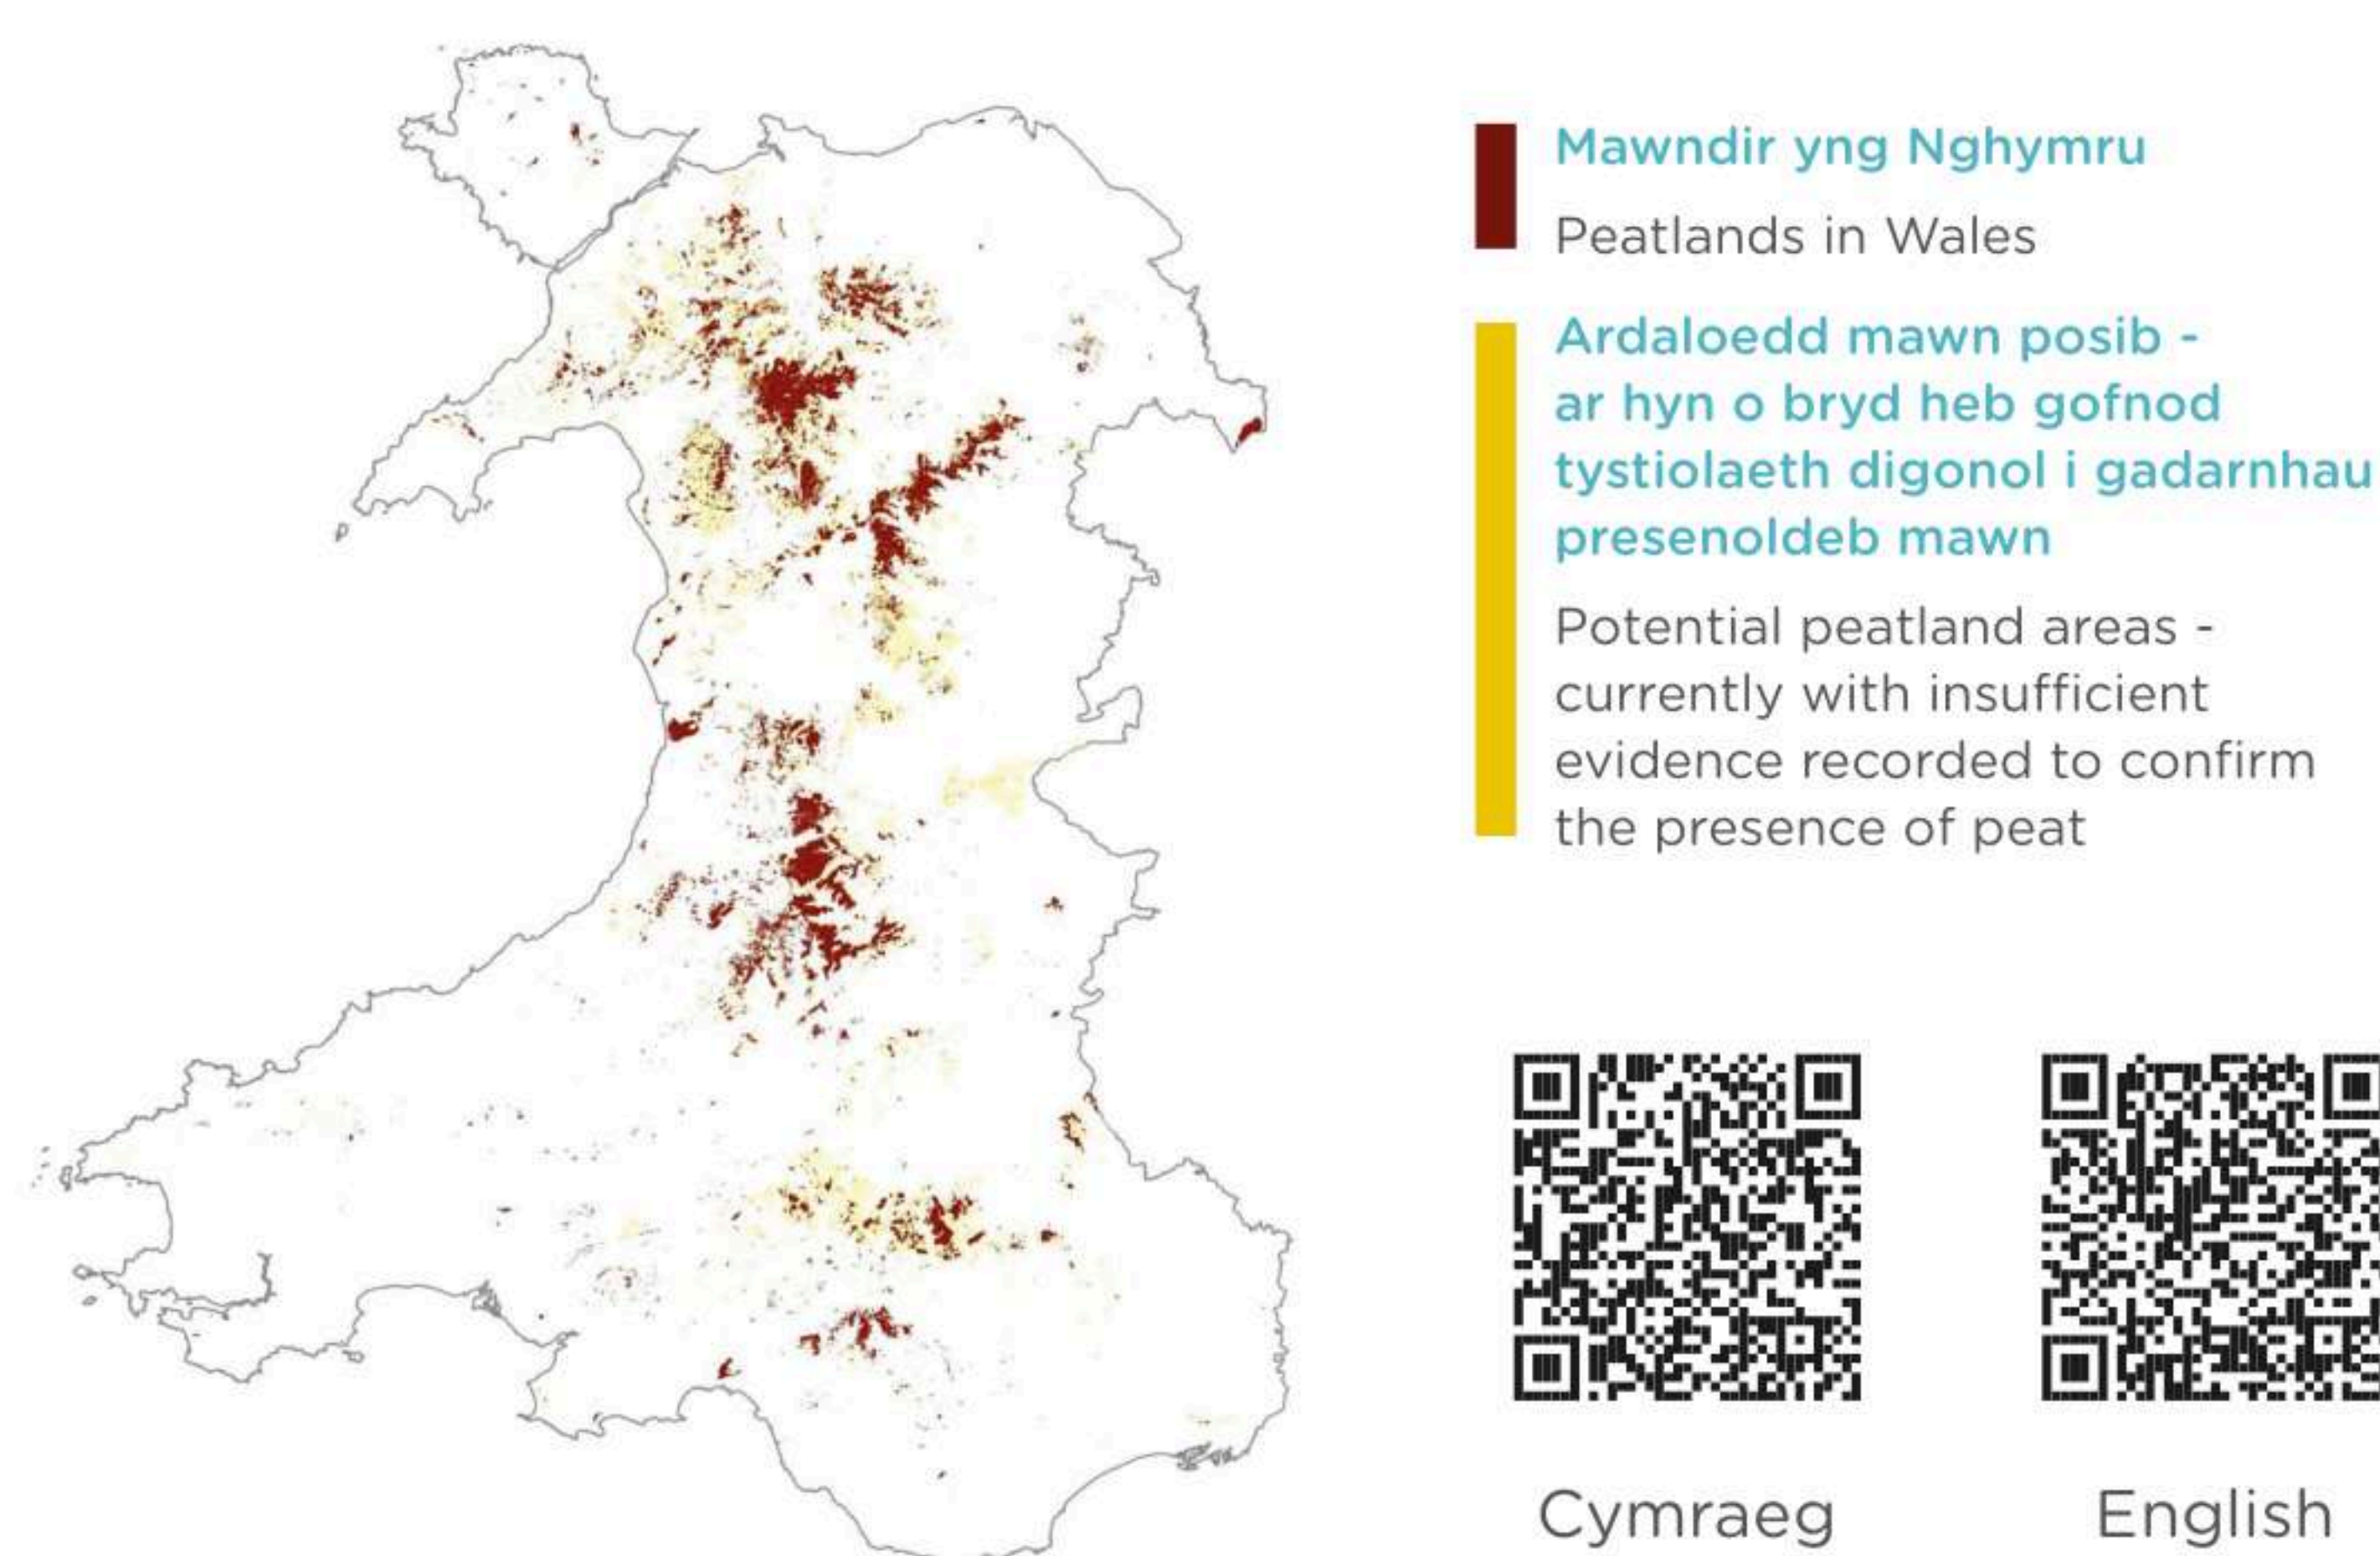 Mawndir yng Nghymru
Peatlands in Wales
Ardaloedd mawn posib -
ar hyn o bryd heb gofnod
tystiolaeth digonol i gadarnhau
presenoldeb mawn
Potential peatland areas -
currently with insufficient
evidence recorded to confirm
the presence of peat
Cymraeg
English